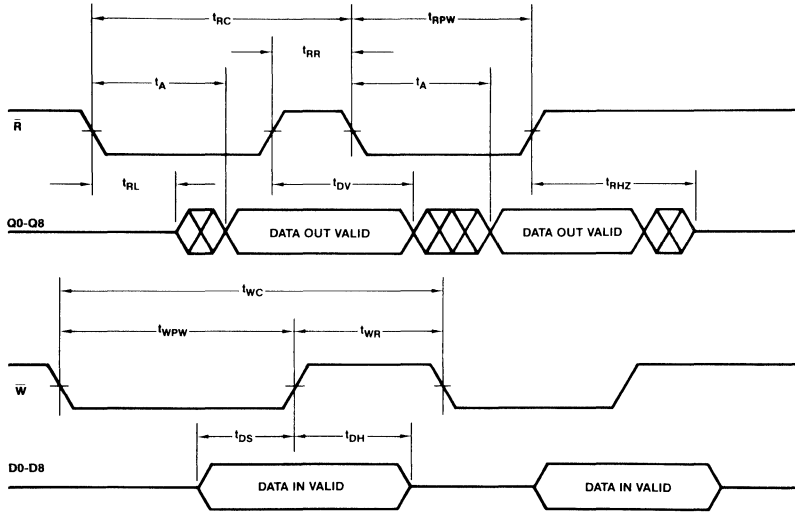 tRC
tRPW
tRR
tA
tA
R̅
tRL
tDV
tRHZ
Q0-Q8
DATA OUT VALID
DATA OUT VALID
tWC
tWPW
tWR
W̅
tDS
tDH
D0-D8
DATA IN VALID
DATA IN VALID